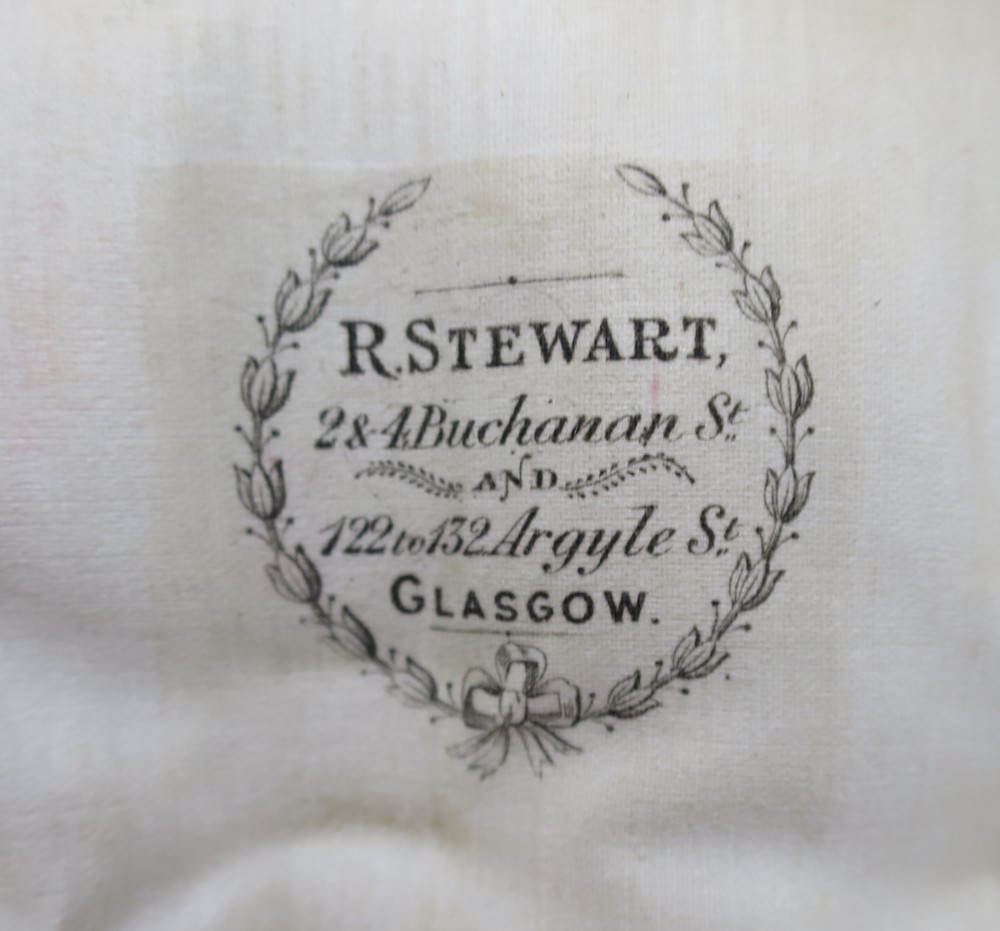 R. STEWART,
2 & 4 Buchanan St.
AND
122 to 132 Argyle St.
GLASGOW.